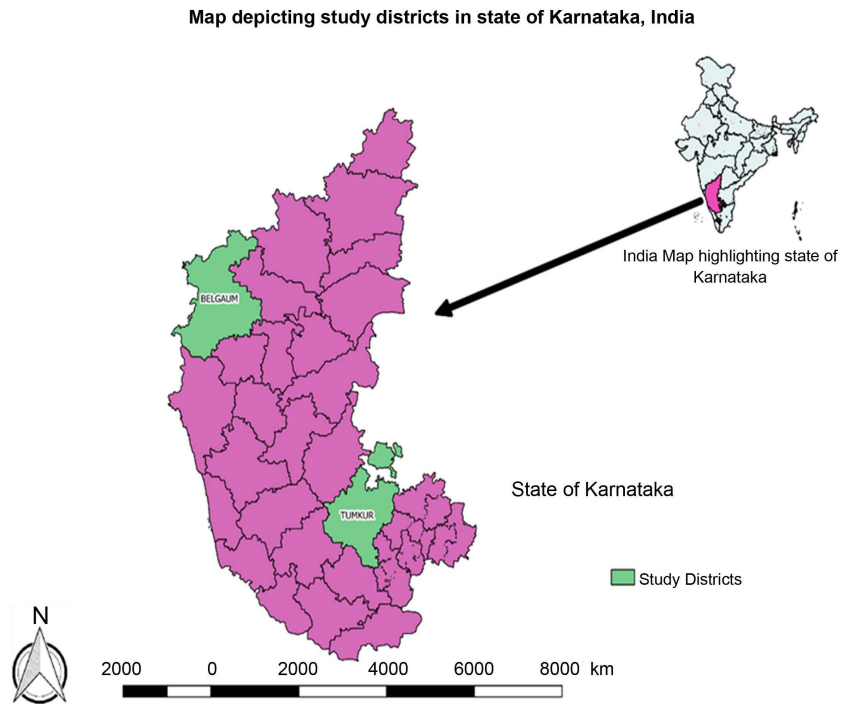 Map depicting study districts in state of Karnataka, India
India Map highlighting state of
Karnataka
BELGAUM
State of Karnataka
TUMKUR
Study Districts
N
2000 0 2000 4000 6000 8000 km